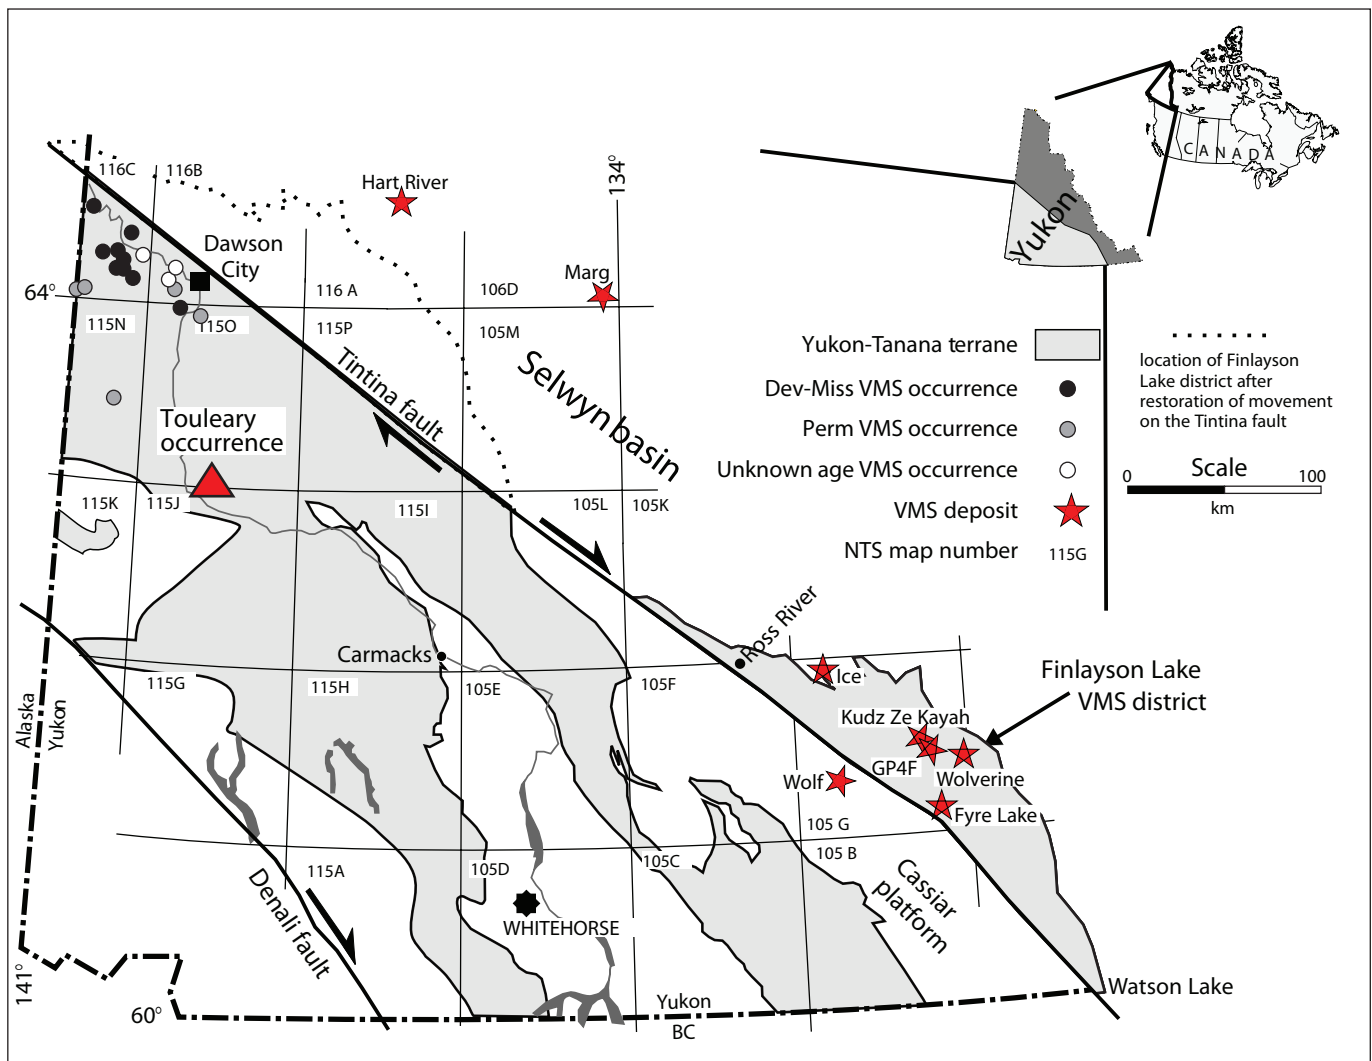 CANADA
Yukon
116C
116B
Hart River
134°
Dawson
City
Marg
64°
116 A
106D
115N
115O
115P
105M
Tintina fault
Selwyn basin
Touleary
occurrence
115K
115J
115I
105L
105K
Yukon-Tanana terrane
Dev-Miss VMS occurrence
Perm VMS occurrence
Unknown age VMS occurrence
VMS deposit
NTS map number
115G
location of Finlayson
Lake district after
restoration of movement
on the Tintina fault
Scale
0
100
km
Ross River
Carmacks
Ice
115G
115H
105E
105F
Finlayson Lake
VMS district
Alaska
Yukon
Kudz Ze Kayah
GP4F
Wolverine
Wolf
Fyre Lake
105 G
105 B
115A
105D
105C
Denali fault
WHITEHORSE
Cassiar
platform
141°
60°
Yukon
BC
Watson Lake